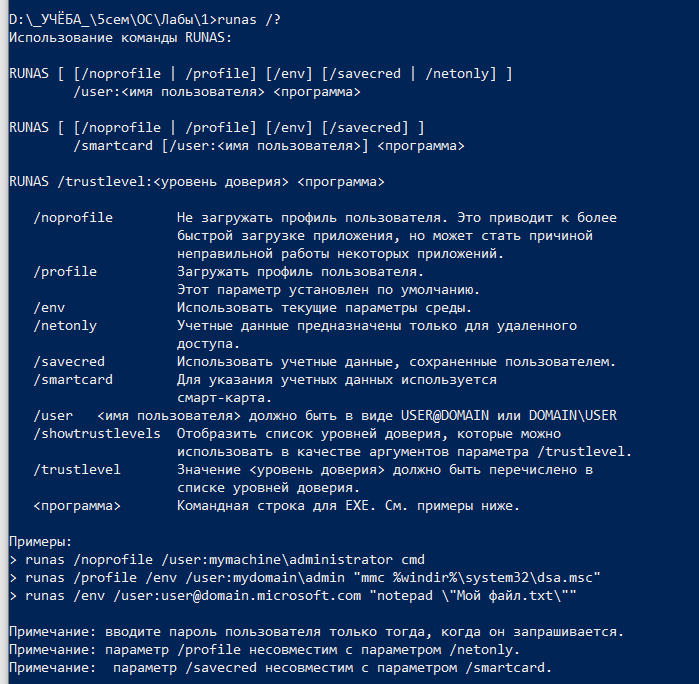 D:\_УЧЁБА_\5сем\ОС\Лабы\1>runas /?
Использование команды RUNAS:
RUNAS [ [/noprofile | /profile] [/env] [/savecred | /netonly] ]
/user:<имя пользователя> <программа>
RUNAS [ [/noprofile | /profile] [/env] [/savecred] ]
/smartcard [/user:<имя пользователя>] <программа>
RUNAS /trustlevel:<уровень доверия> <программа>
/noprofile Не загружать профиль пользователя. Это приводит к более
быстрой загрузке приложения, но может стать причиной
неправильной работы некоторых приложений.
/profile Загружать профиль пользователя.
Этот параметр установлен по умолчанию.
/env Использовать текущие параметры среды.
/netonly Учетные данные предназначены только для удаленного
доступа.
/savecred Использовать учетные данные, сохраненные пользователем.
/smartcard Для указания учетных данных используется
смарт-карта.
/user <имя пользователя> должно быть в виде USER@DOMAIN или DOMAIN\USER
/showtrustlevels Отобразить список уровней доверия, которые можно
использовать в качестве аргументов параметра /trustlevel.
/trustlevel Значение <уровень доверия> должно быть перечислено в
списке уровней доверия.
<программа> Командная строка для EXE. См. примеры ниже.
Примеры:
> runas /noprofile /user:mymachine\administrator cmd
> runas /profile /env /user:mydomain\admin "mmc %windir%\system32\dsa.msc"
> runas /env /user:user@domain.microsoft.com "notepad \"Мой файл.txt\""
Примечание: вводите пароль пользователя только тогда, когда он запрашивается.
Примечание: параметр /profile несовместим с параметром /netonly.
Примечание:  параметр /savecred несовместим с параметром /smartcard.